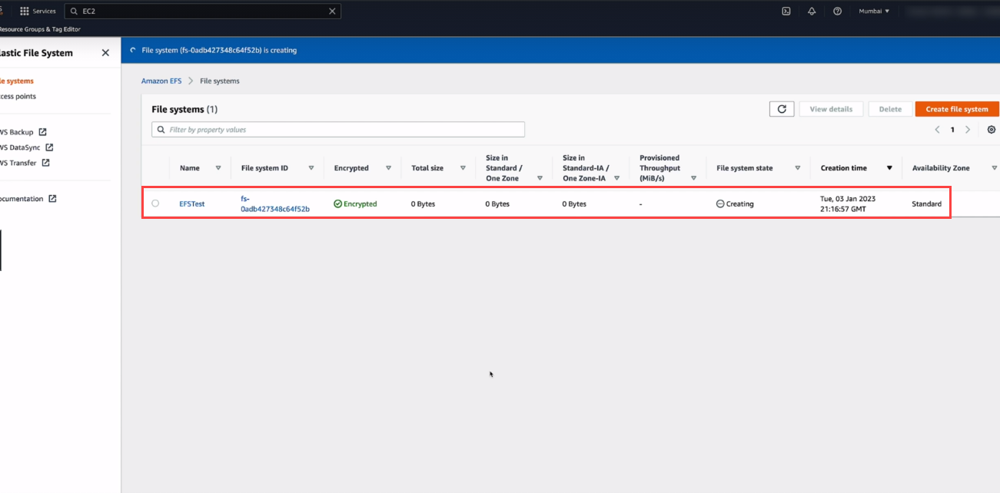 Services
EC2
Mumbai
Resource Groups & Tag Editor
lastic File System
File system (fs-0adb427348c64f52b) is creating
le systems
ccess points
Amazon EFS > File systems
File systems (1)
View details
Delete
Create file system
Filter by property values
1
WS Backup
WS DataSync
WS Transfer
ocumentation
Name
File system ID
Encrypted
Total size
Size in
Standard /
One Zone
Size in
Standard-IA /
One Zone-IA
Provisioned
Throughput
(MiB/s)
File system state
Creation time
Availability Zone
EFSTest
fs-
0adb427348c64f52b
Encrypted
0 Bytes
0 Bytes
0 Bytes
-
Creating
Tue, 03 Jan 2023
21:16:57 GMT
Standard